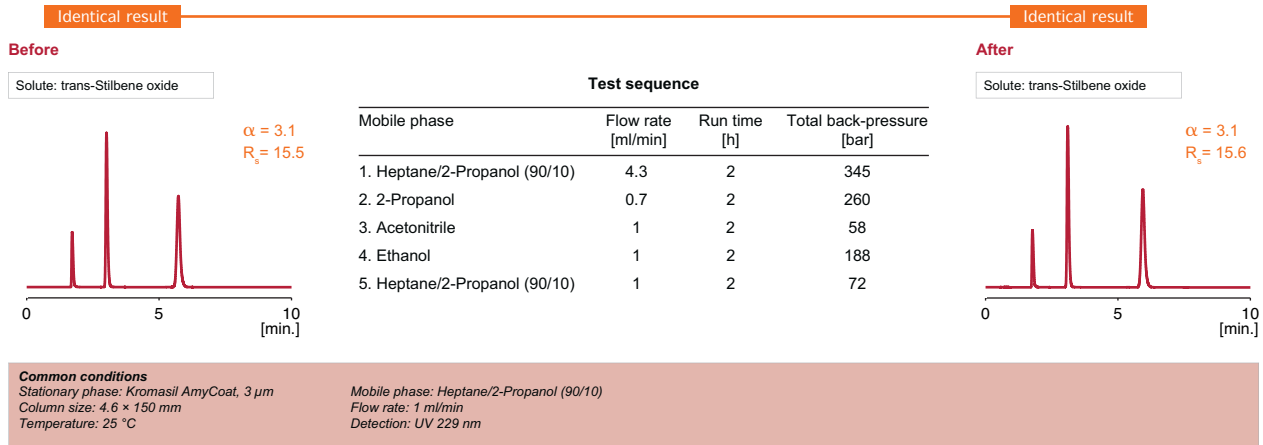 Identical result
Identical result
Before
Solute: trans-Stilbene oxide
α = 3.1
Rs= 15.5
0
5
10
[min.]
Test sequence
Mobile phase Flow rate Run time Total back-pressure
[ml/min] [h] [bar]
1. Heptane/2-Propanol (90/10) 4.3 2 345
2. 2-Propanol 0.7 2 260
3. Acetonitrile 1 2 58
4. Ethanol 1 2 188
5. Heptane/2-Propanol (90/10) 1 2 72
After
Solute: trans-Stilbene oxide
α = 3.1
Rs= 15.6
0
5
10
[min.]
Common conditions
Stationary phase: Kromasil AmyCoat, 3 µm
Column size: 4.6 × 150 mm
Temperature: 25 °C
Mobile phase: Heptane/2-Propanol (90/10)
Flow rate: 1 ml/min
Detection: UV 229 nm